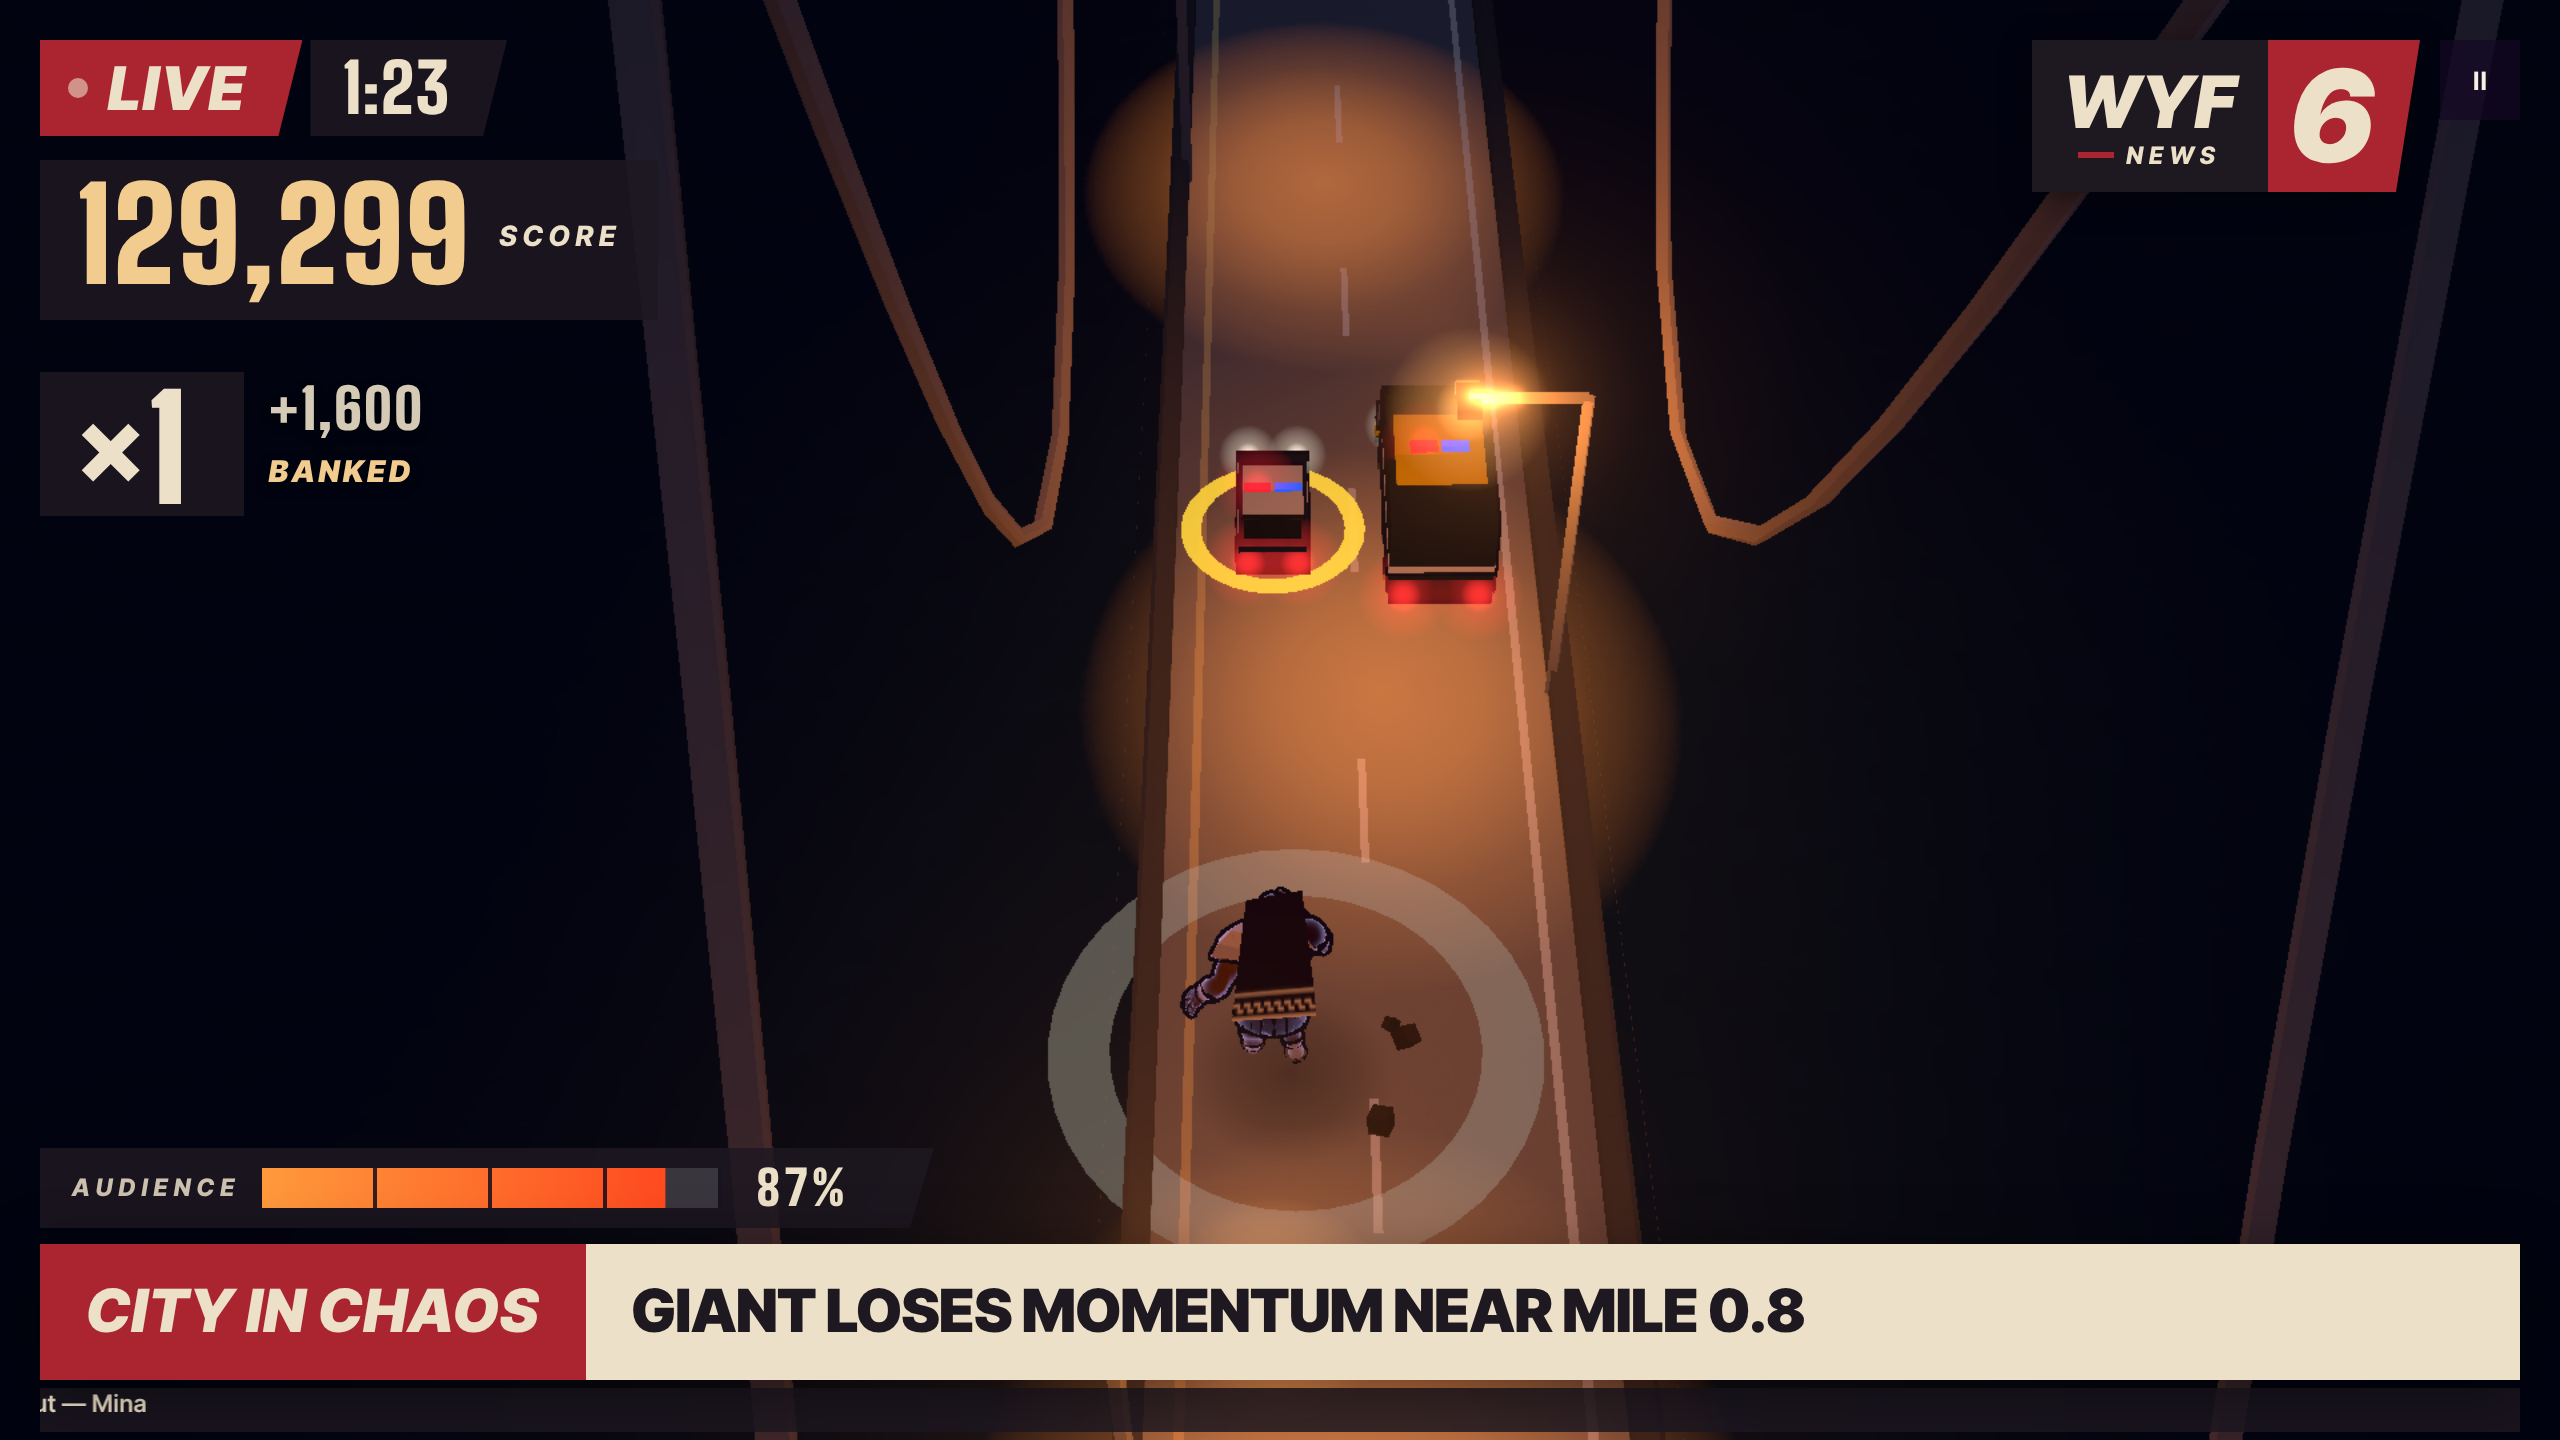 LIVE
1:23
129,299 SCORE
×1
+1,600
BANKED
WYF
NEWS
6
AUDIENCE
87%
CITY IN CHAOS
GIANT LOSES MOMENTUM NEAR MILE 0.8
— Mina